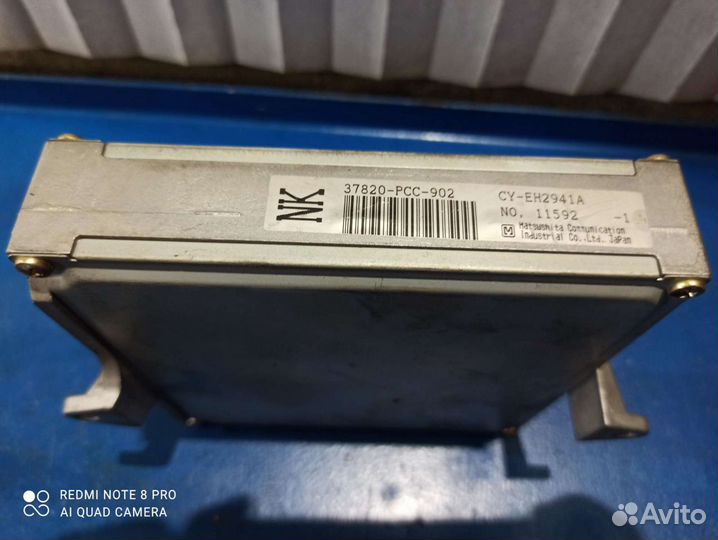 NK
37820-PCC-902
CY-EH2941A
NO. 11592 -1
M Matsushita Communication
Industrial Co.,Ltd. Japan
REDMI NOTE 8 PRO
AI QUAD CAMERA
Avito